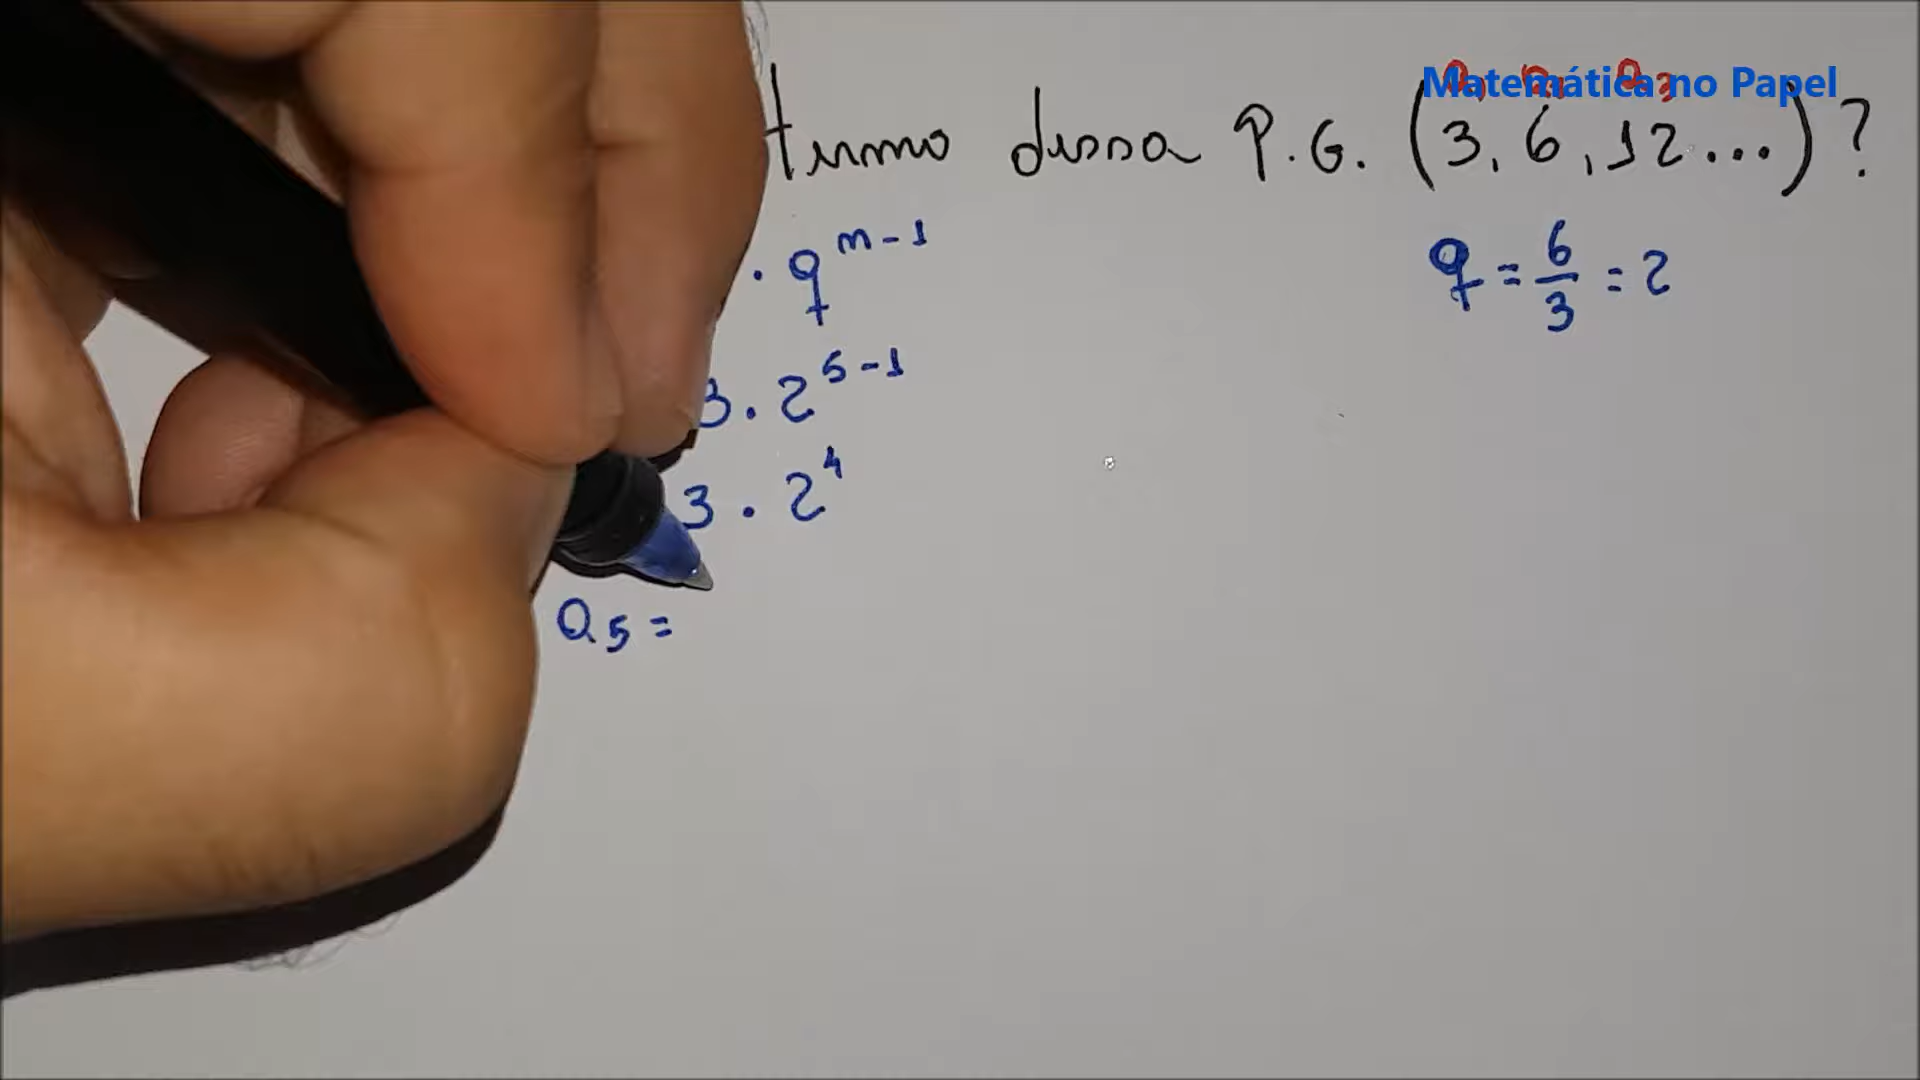 Matemática no Papel
a₁ a₂ a₃
termo dessa P.G. (3, 6, 12...)?
· q^n-1
q = 6/3 = 2
3 · 2^5-1
3 · 2^4
a₅ =